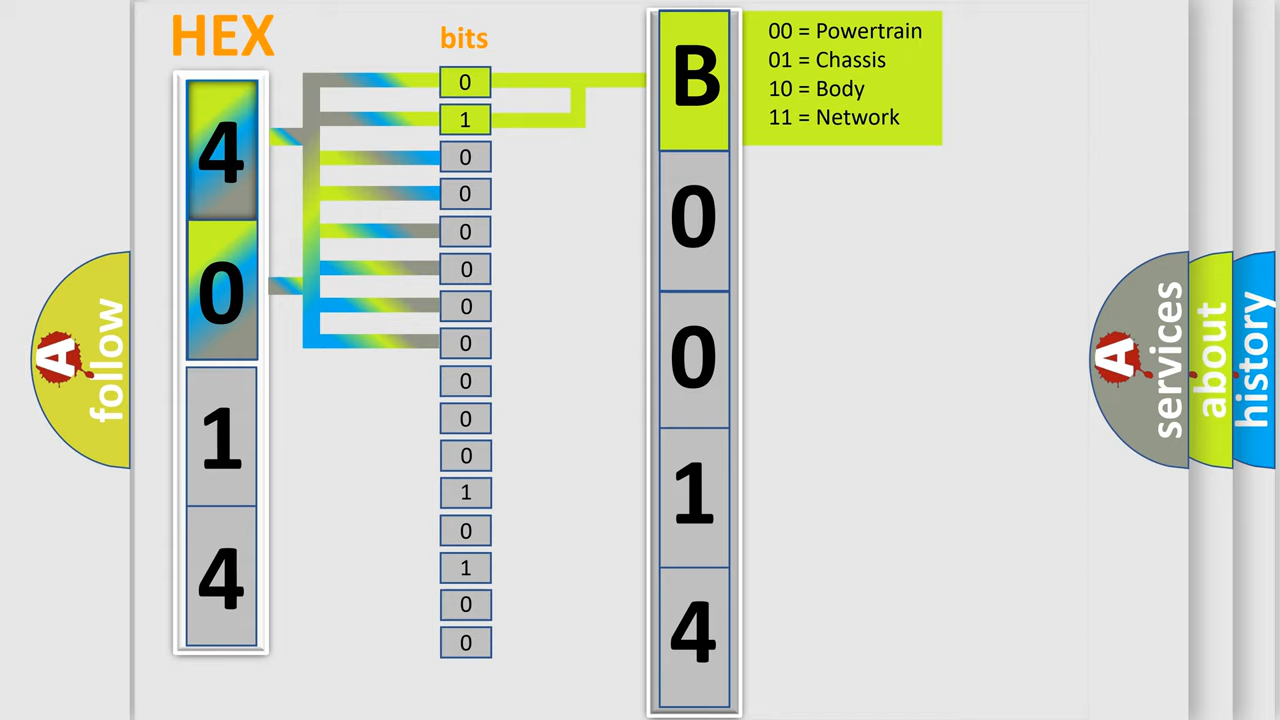 HEX
bits
4
0
1
4
0
1
0
0
0
0
0
0
0
0
0
1
0
1
0
0
B
0
0
1
4
00 = Powertrain
01 = Chassis
10 = Body
11 = Network
A
follow
A
services
about
history